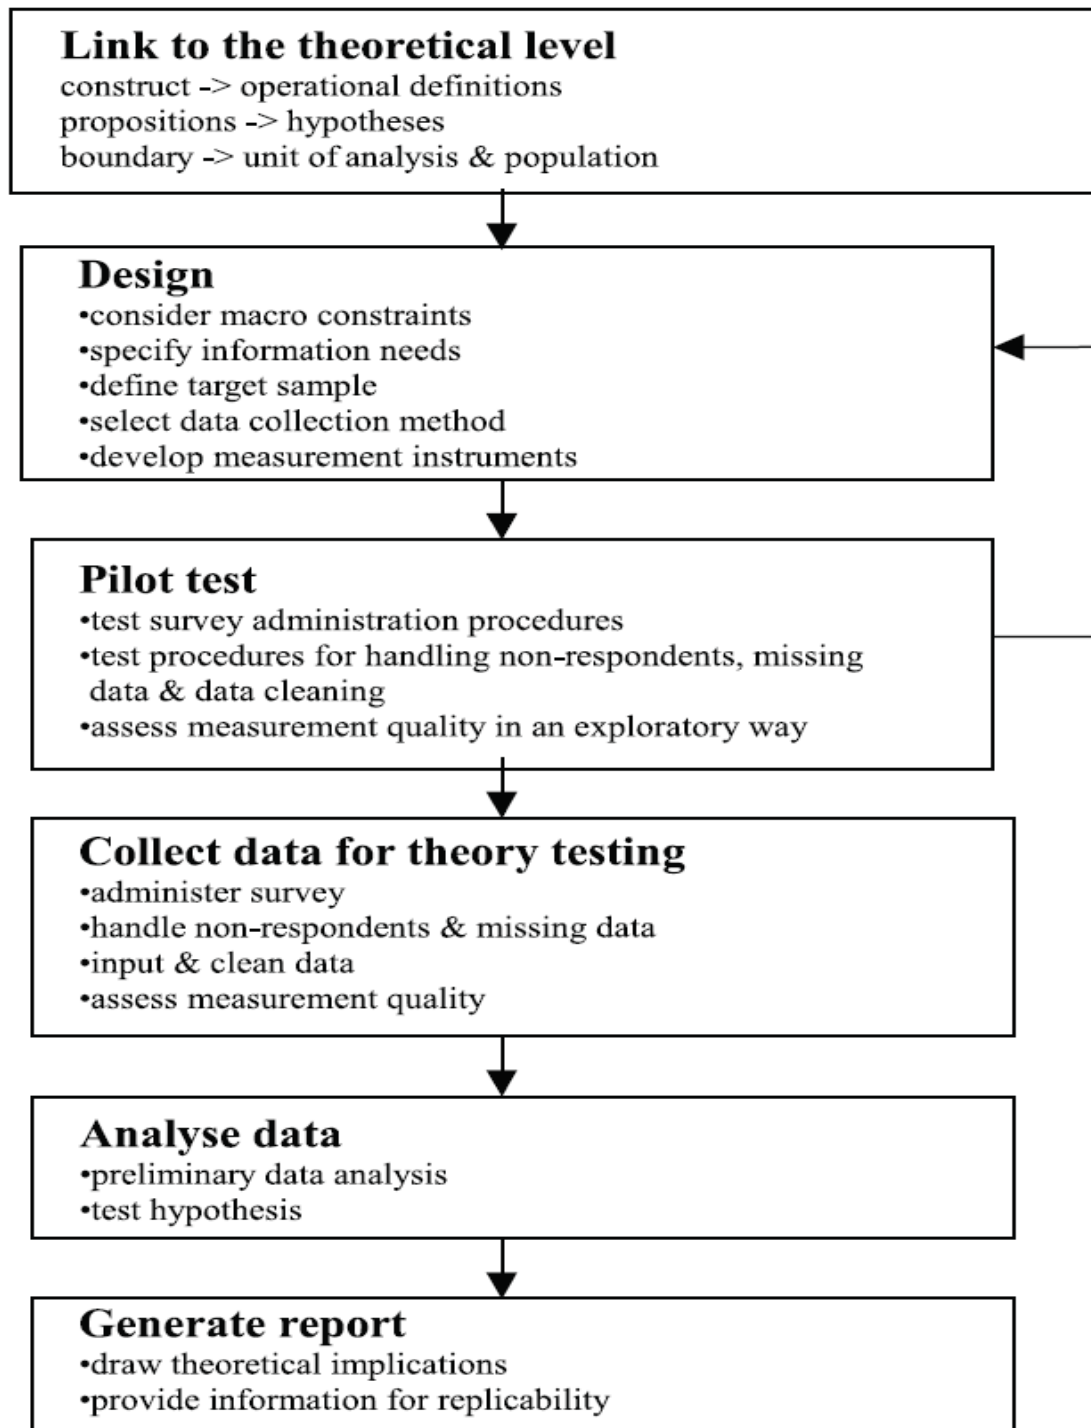 Link to the theoretical level
construct -> operational definitions
propositions -> hypotheses
boundary -> unit of analysis & population
Design
•consider macro constraints
•specify information needs
•define target sample
•select data collection method
•develop measurement instruments
Pilot test
•test survey administration procedures
•test procedures for handling non-respondents, missing
data & data cleaning
•assess measurement quality in an exploratory way
Collect data for theory testing
•administer survey
•handle non-respondents & missing data
•input & clean data
•assess measurement quality
Analyse data
•preliminary data analysis
•test hypothesis
Generate report
•draw theoretical implications
•provide information for replicability